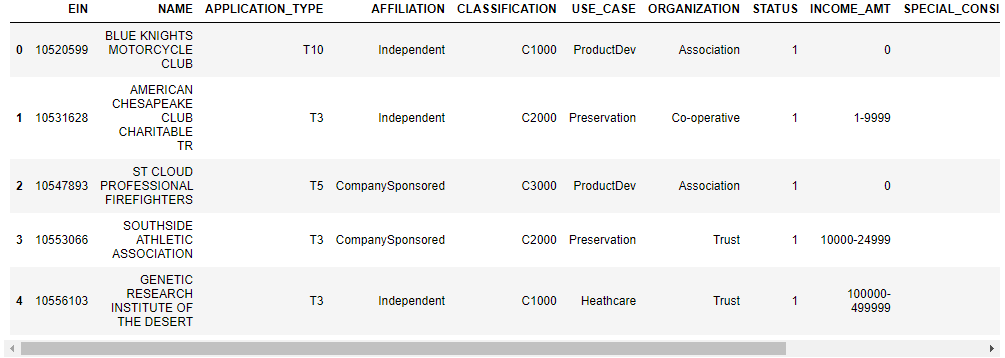 EIN NAME APPLICATION_TYPE AFFILIATION CLASSIFICATION USE_CASE ORGANIZATION STATUS INCOME_AMT SPECIAL_CONSI
0 10520599 BLUE KNIGHTS MOTORCYCLE CLUB T10 Independent C1000 ProductDev Association 1 0
1 10531628 AMERICAN CHESAPEAKE CLUB CHARITABLE TR T3 Independent C2000 Preservation Co-operative 1 1-9999
2 10547893 ST CLOUD PROFESSIONAL FIREFIGHTERS T5 CompanySponsored C3000 ProductDev Association 1 0
3 10553066 SOUTHSIDE ATHLETIC ASSOCIATION T3 CompanySponsored C2000 Preservation Trust 1 10000-24999
4 10556103 GENETIC RESEARCH INSTITUTE OF THE DESERT T3 Independent C1000 Heathcare Trust 1 100000-499999